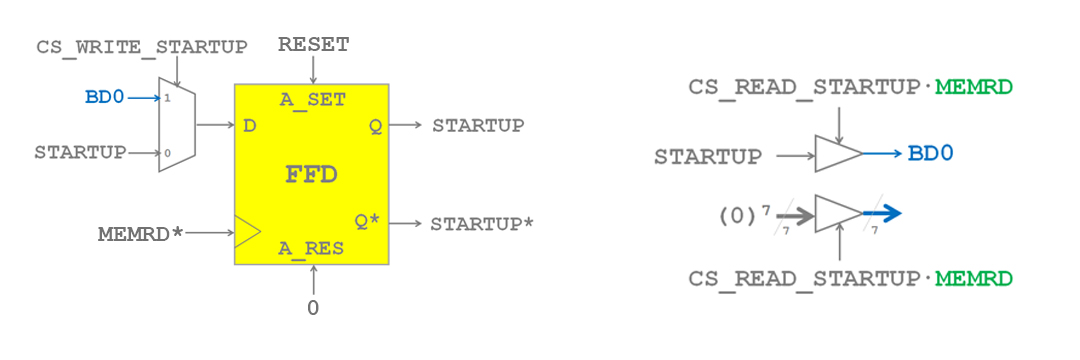 CS_WRITE_STARTUP
RESET
BD0
1
A_SET
D
Q
STARTUP
STARTUP
0
FFD
MEMRD*
Q*
STARTUP*
A_RES
0
CS_READ_STARTUP·MEMRD
STARTUP
BD0
(0)⁷
7
7
CS_READ_STARTUP·MEMRD